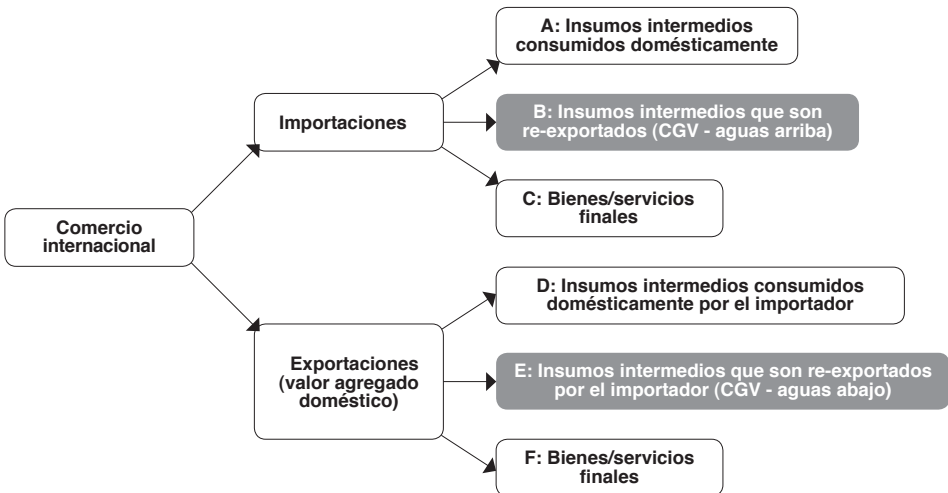 A: Insumos intermedios
consumidos domésticamente
Importaciones
B: Insumos intermedios que son
re-exportados (CGV - aguas arriba)
C: Bienes/servicios
finales
Comercio
internacional
D: Insumos intermedios consumidos
domésticamente por el importador
Exportaciones
(valor agregado
doméstico)
E: Insumos intermedios que son re-exportados
por el importador (CGV - aguas abajo)
F: Bienes/servicios
finales